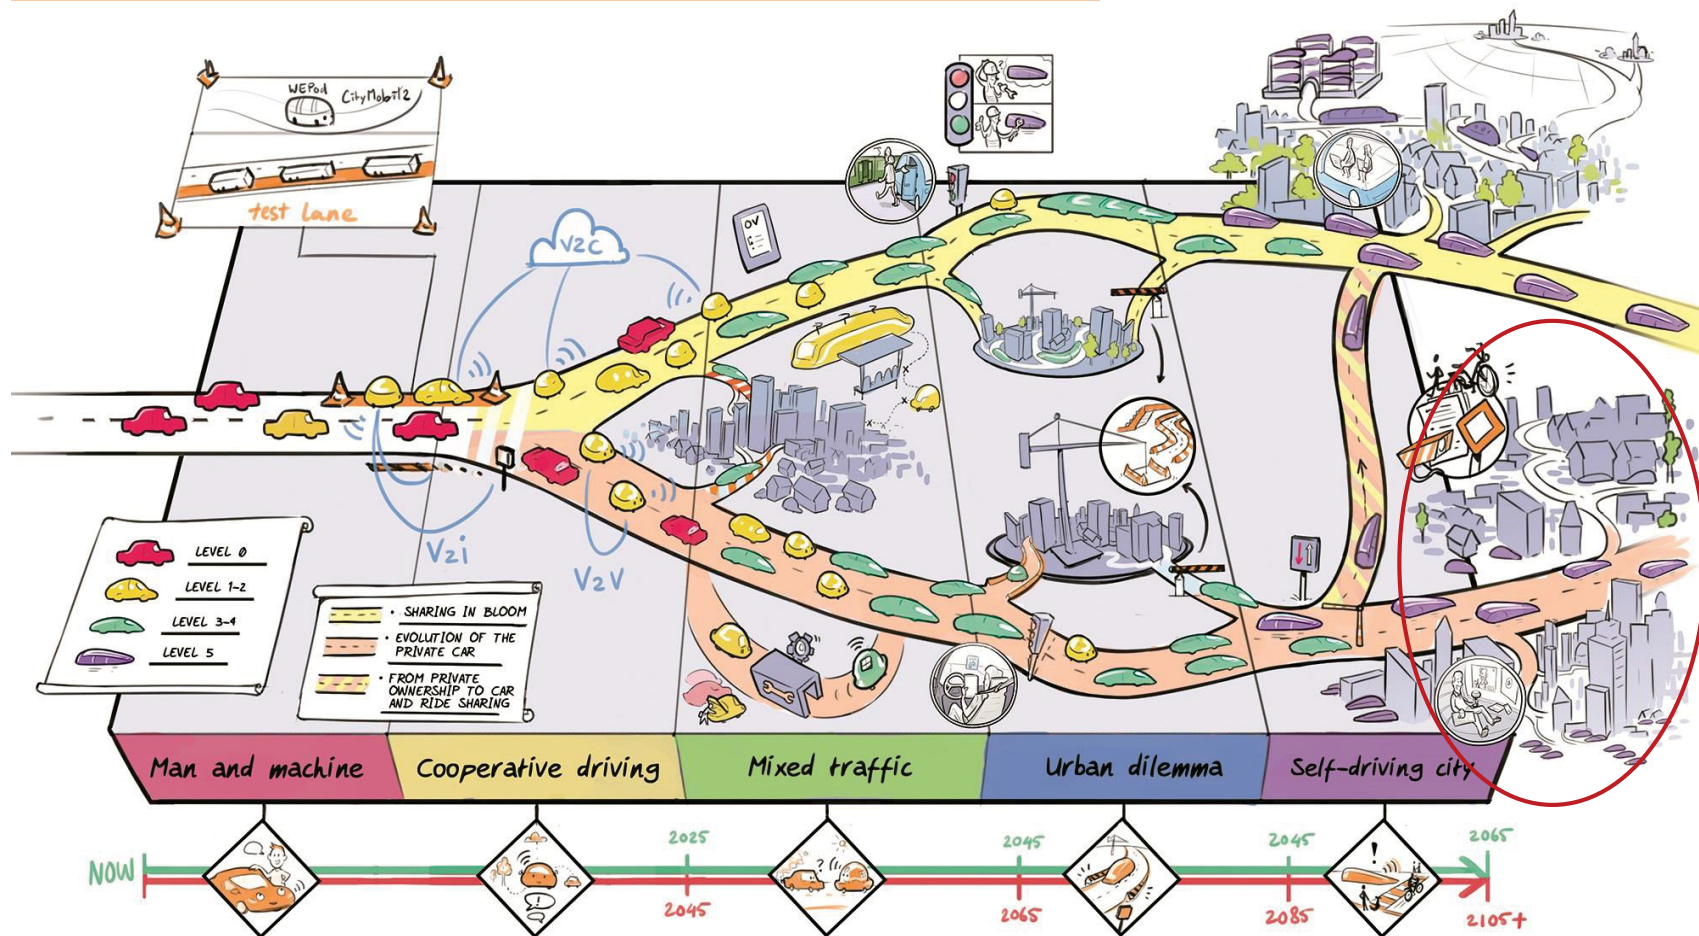 WEPod
CityMobil2
test lane
V2C
OV
V2i
V2V
LEVEL 0
LEVEL 1-2
LEVEL 3-4
LEVEL 5
• SHARING IN BLOOM
• EVOLUTION OF THE
PRIVATE CAR
• FROM PRIVATE
OWNERSHIP TO CAR
AND RIDE SHARING
Man and machine
Cooperative driving
Mixed traffic
Urban dilemma
Self-driving city
NOW
2025
2045
2045
2065
2045
2065
2085
2105+